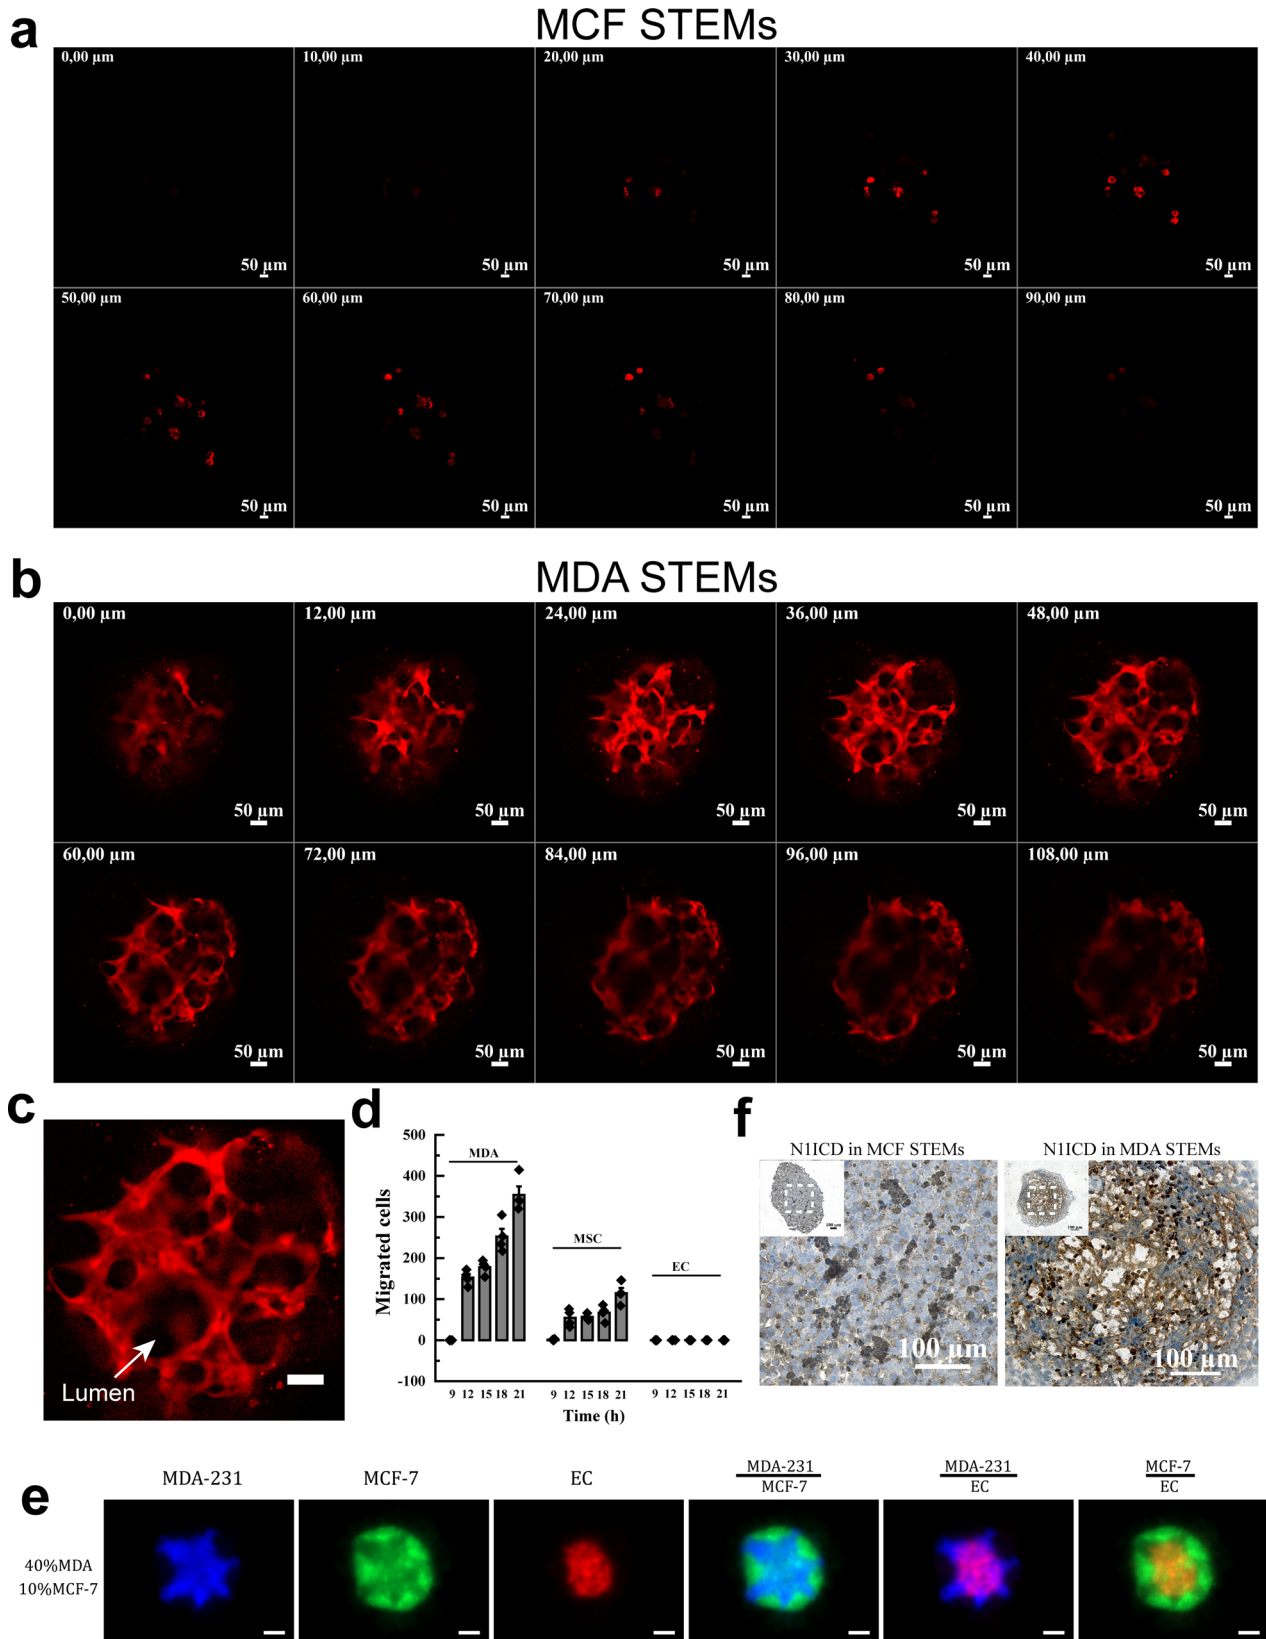 a
MCF STEMs
0,00 µm
10,00 µm
20,00 µm
30,00 µm
40,00 µm
50 µm
50 µm
50 µm
50 µm
50 µm
50,00 µm
60,00 µm
70,00 µm
80,00 µm
90,00 µm
50 µm
50 µm
50 µm
50 µm
50 µm
b
MDA STEMs
0,00 µm
12,00 µm
24,00 µm
36,00 µm
48,00 µm
50 µm
50 µm
50 µm
50 µm
50 µm
60,00 µm
72,00 µm
84,00 µm
96,00 µm
108,00 µm
50 µm
50 µm
50 µm
50 µm
50 µm
c
Lumen
d
Migrated cells
500
400
300
200
100
0
-100
MDA
MSC
EC
9 12 15 18 21
9 12 15 18 21
9 12 15 18 21
Time (h)
f
N1ICD in MCF STEMs
100 µm
100 µm
N1ICD in MDA STEMs
100 µm
100 µm
e
MDA-231
MCF-7
EC
MDA-231
MCF-7
MDA-231
EC
MCF-7
EC
40%MDA
10%MCF-7